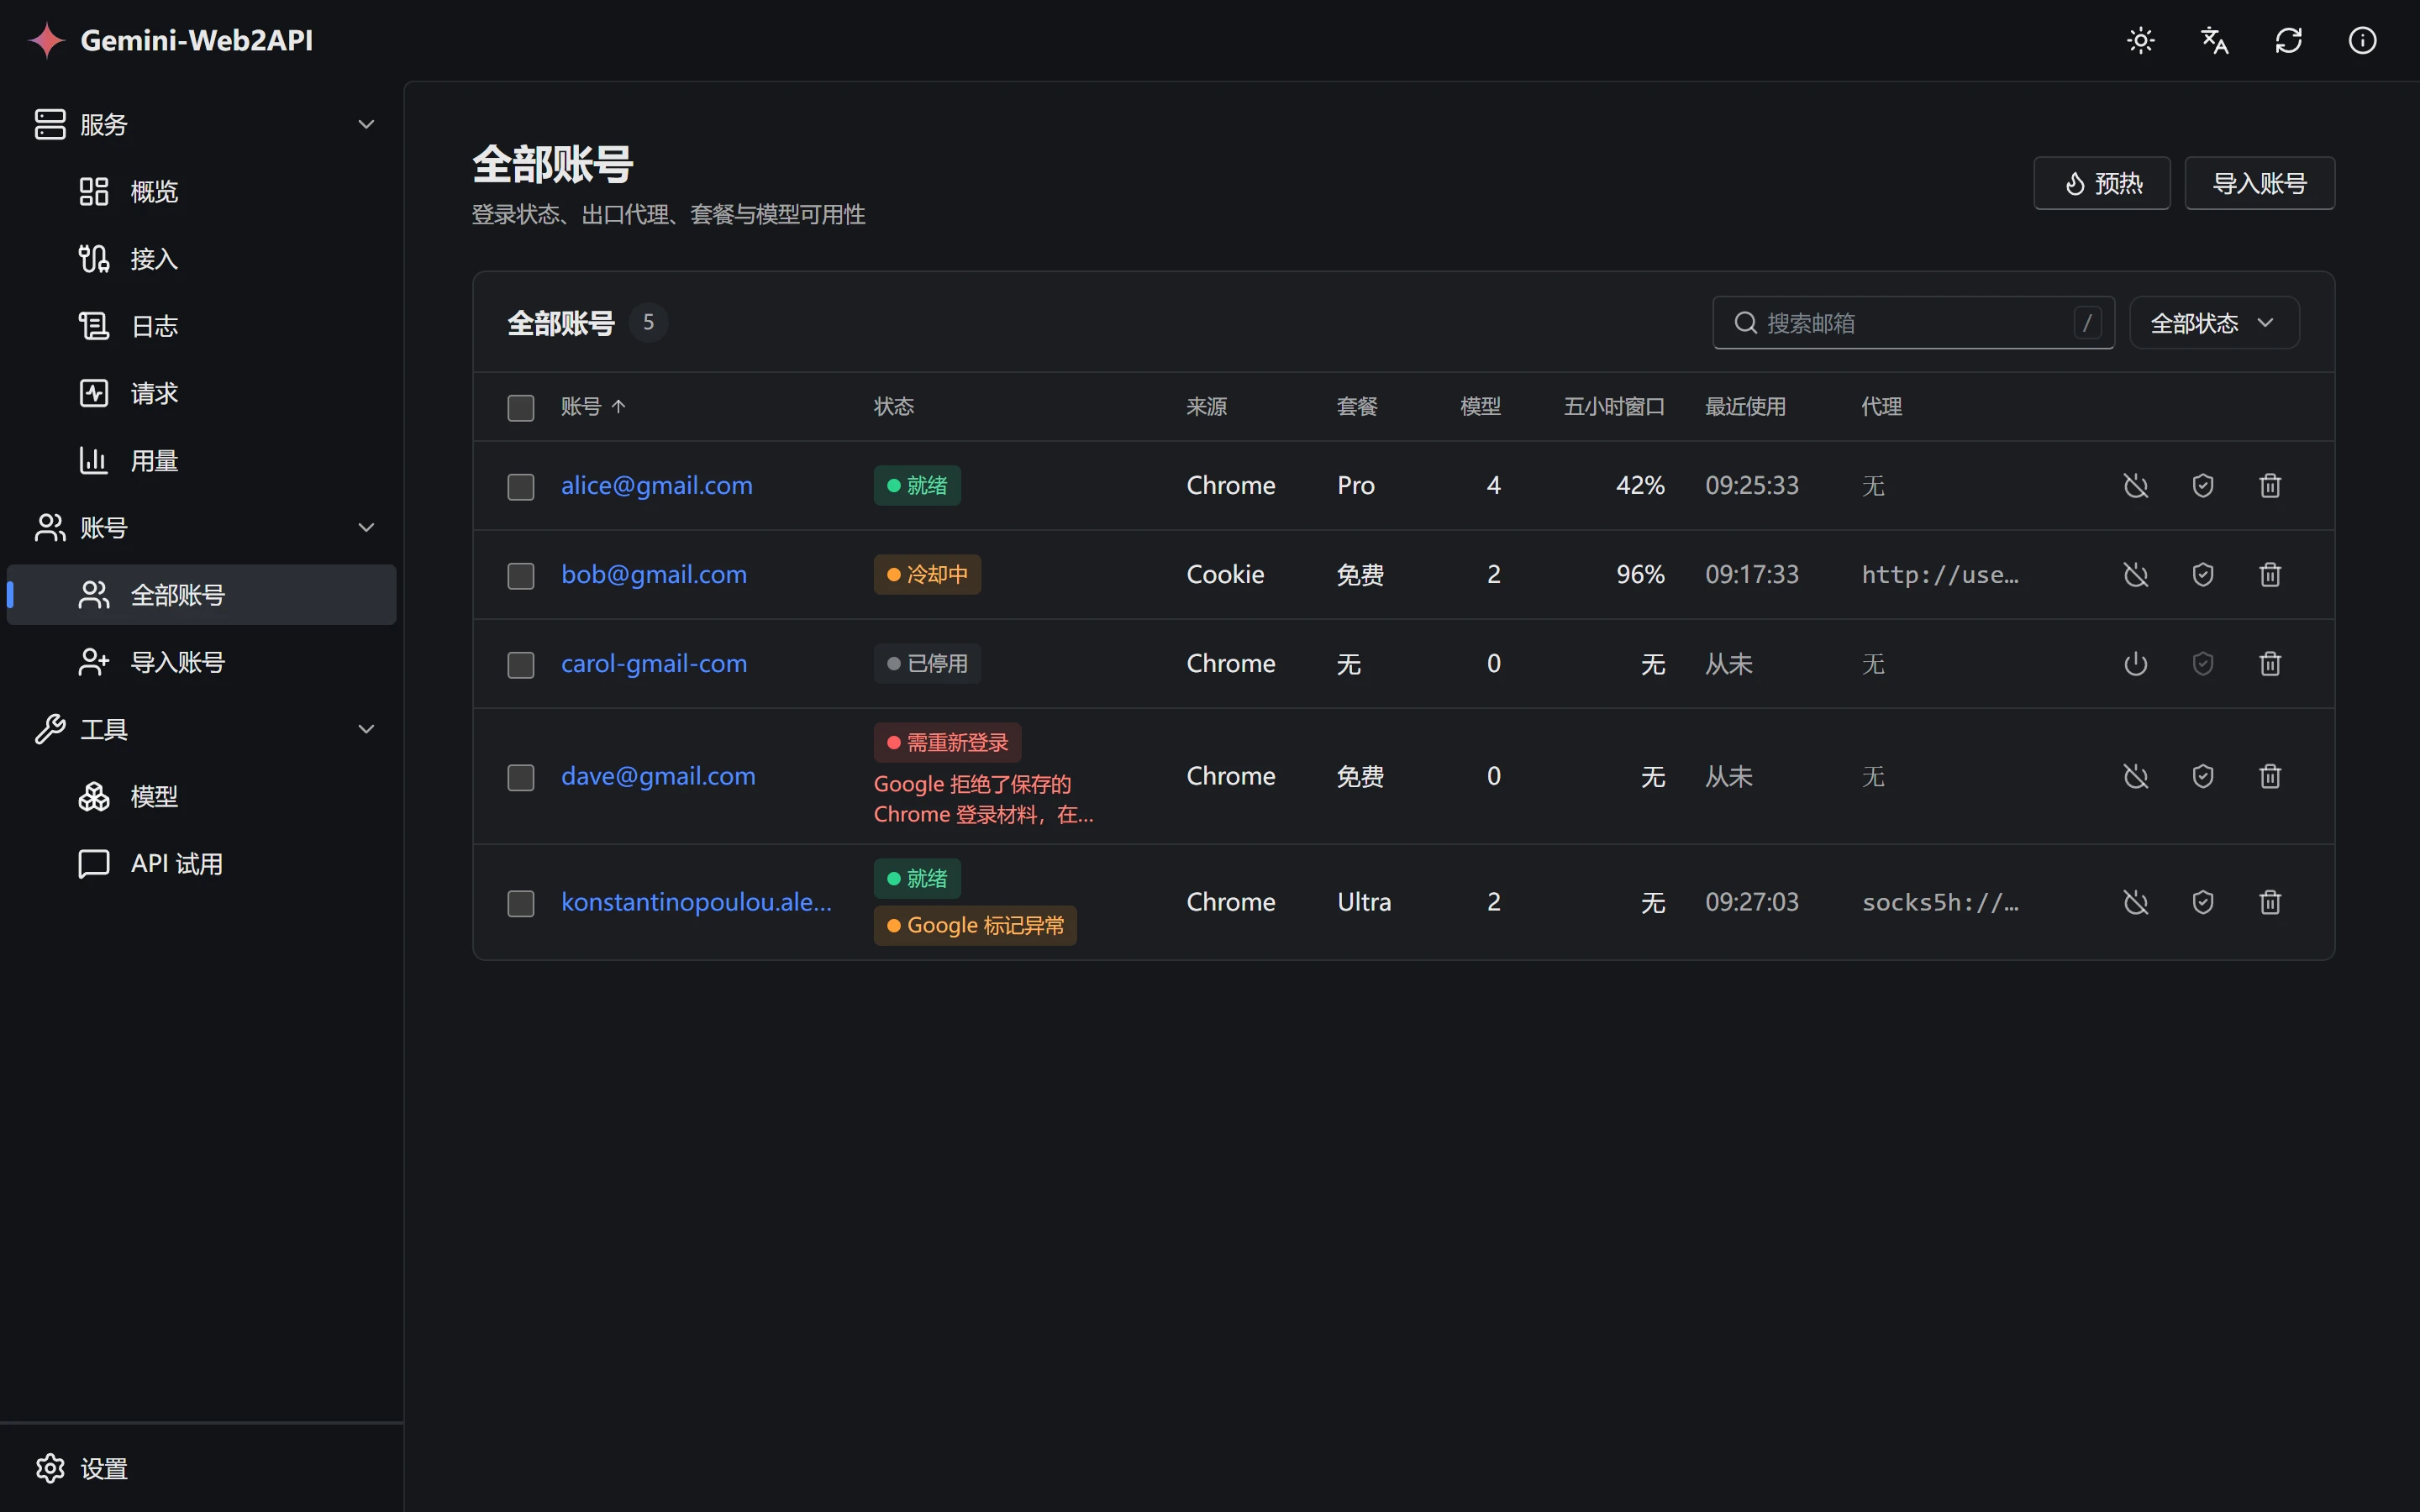 Gemini-Web2API
服务
概览
接入
日志
请求
用量
账号
全部账号
导入账号
工具
模型
API 试用
设置
全部账号
登录状态、出口代理、套餐与模型可用性
预热
导入账号
全部账号 5
搜索邮箱 /
全部状态
账号 ↑ 状态 来源 套餐 模型 五小时窗口 最近使用 代理
alice@gmail.com 就绪 Chrome Pro 4 42% 09:25:33 无
bob@gmail.com 冷却中 Cookie 免费 2 96% 09:17:33 http://use…
carol-gmail-com 已停用 Chrome 无 0 无 从未 无
需重新登录
dave@gmail.com Chrome 免费 0 无 从未 无
Google 拒绝了保存的
Chrome 登录材料，在…
就绪
konstantinopoulou.ale… Chrome Ultra 2 无 09:27:03 socks5h://…
Google 标记异常